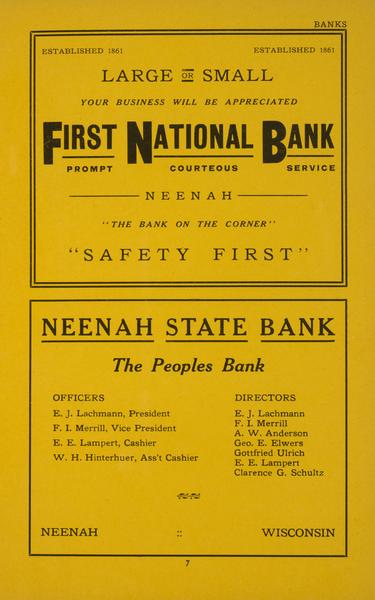 BANKS
ESTABLISHED 1861 ESTABLISHED 1861
LARGE OR SMALL
YOUR BUSINESS WILL BE APPRECIATED
FIRST NATIONAL BANK
PROMPT COURTEOUS SERVICE
NEENAH
"THE BANK ON THE CORNER"
"SAFETY FIRST"
NEENAH STATE BANK
The Peoples Bank
OFFICERS
E. J. Lachmann, President
F. I. Merrill, Vice President
E. E. Lampert, Cashier
W. H. Hinterhuer, Ass't Cashier
DIRECTORS
E. J. Lachmann
F. I. Merrill
A. W. Anderson
Geo. E. Elwers
Gottfried Ulrich
E. E. Lampert
Clarence G. Schultz
NEENAH :: WISCONSIN
7